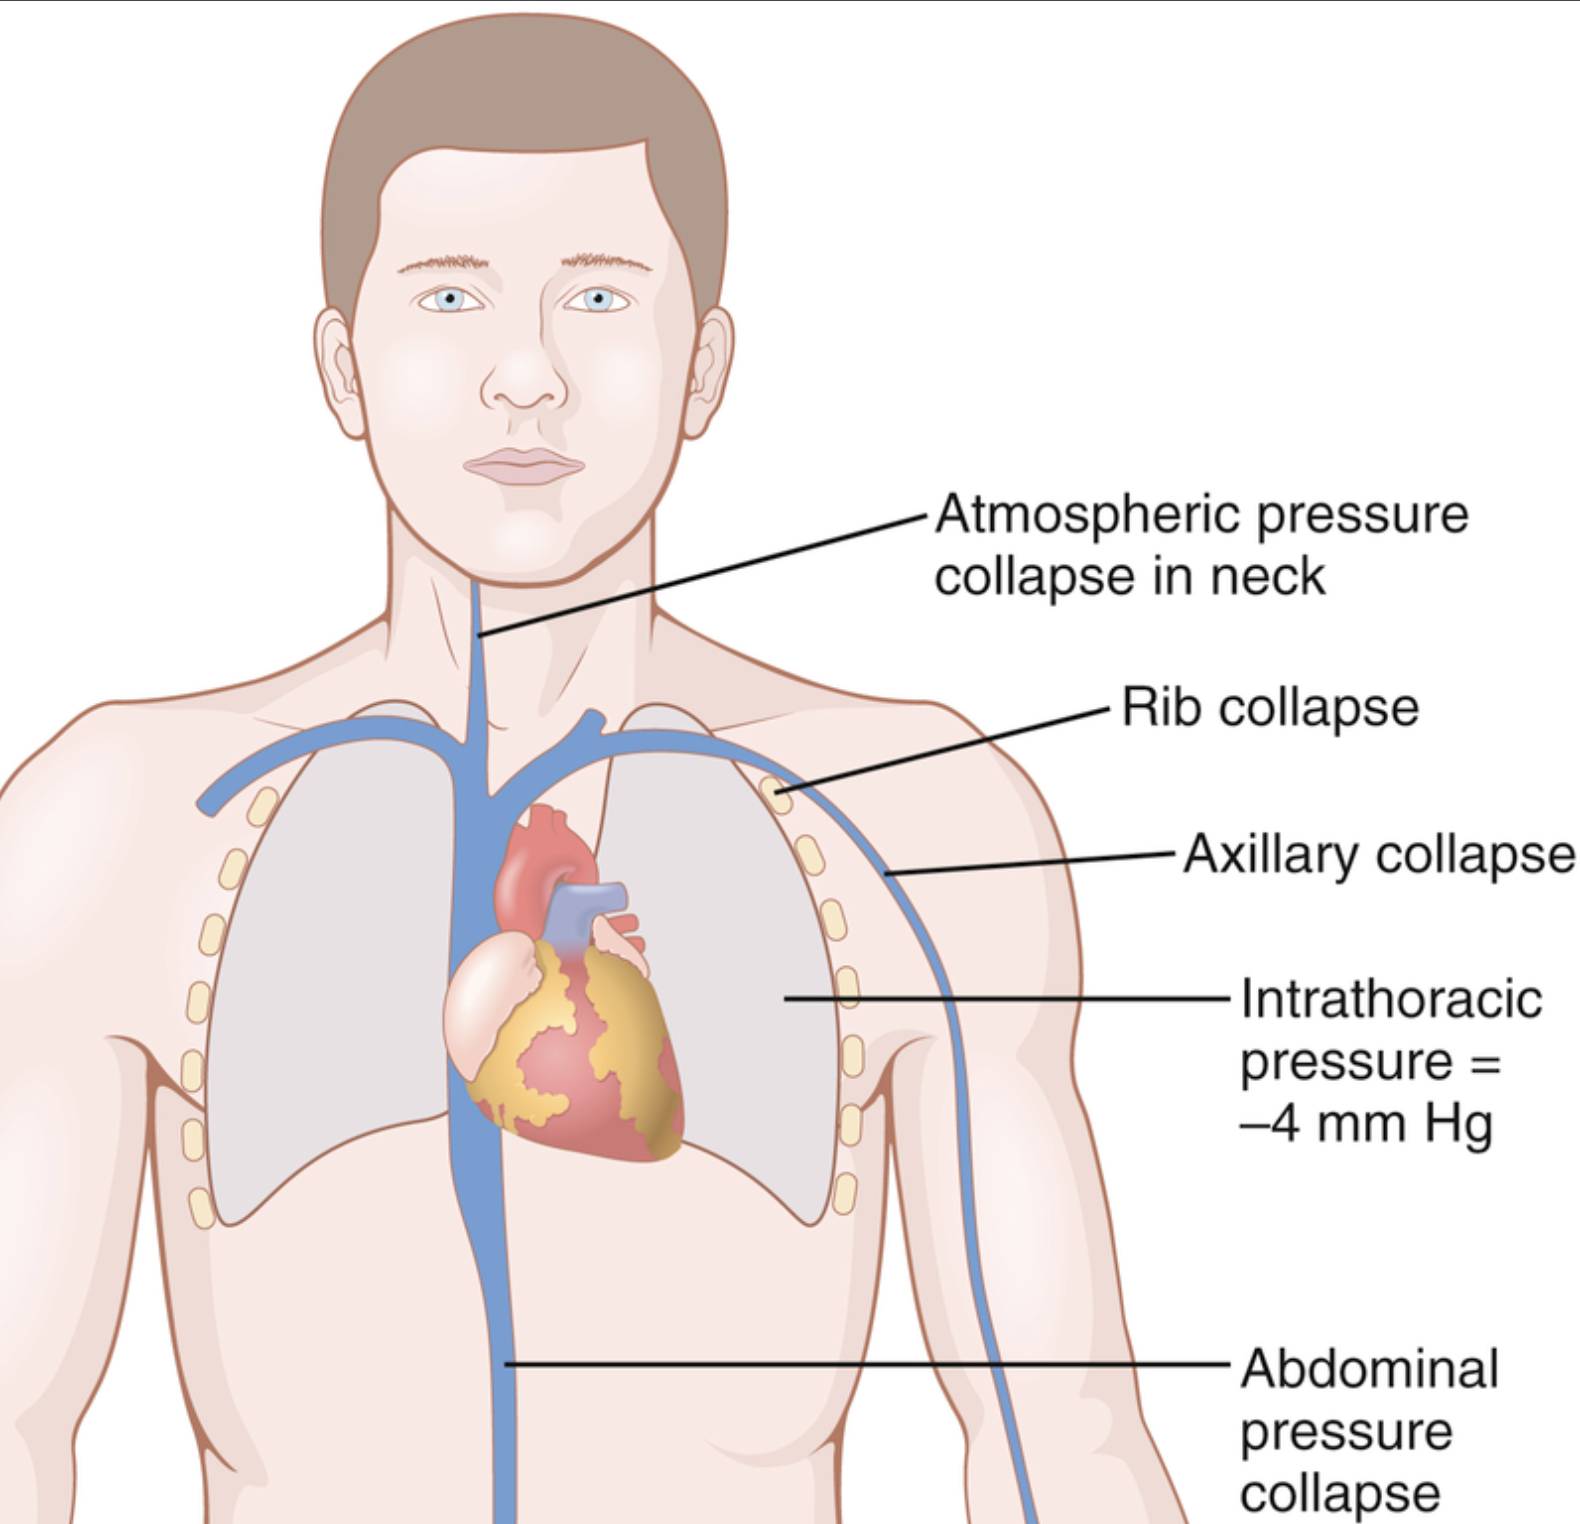 Atmospheric pressure
collapse in neck
Rib collapse
Axillary collapse
Intrathoracic
pressure =
–4 mm Hg
Abdominal
pressure
collapse